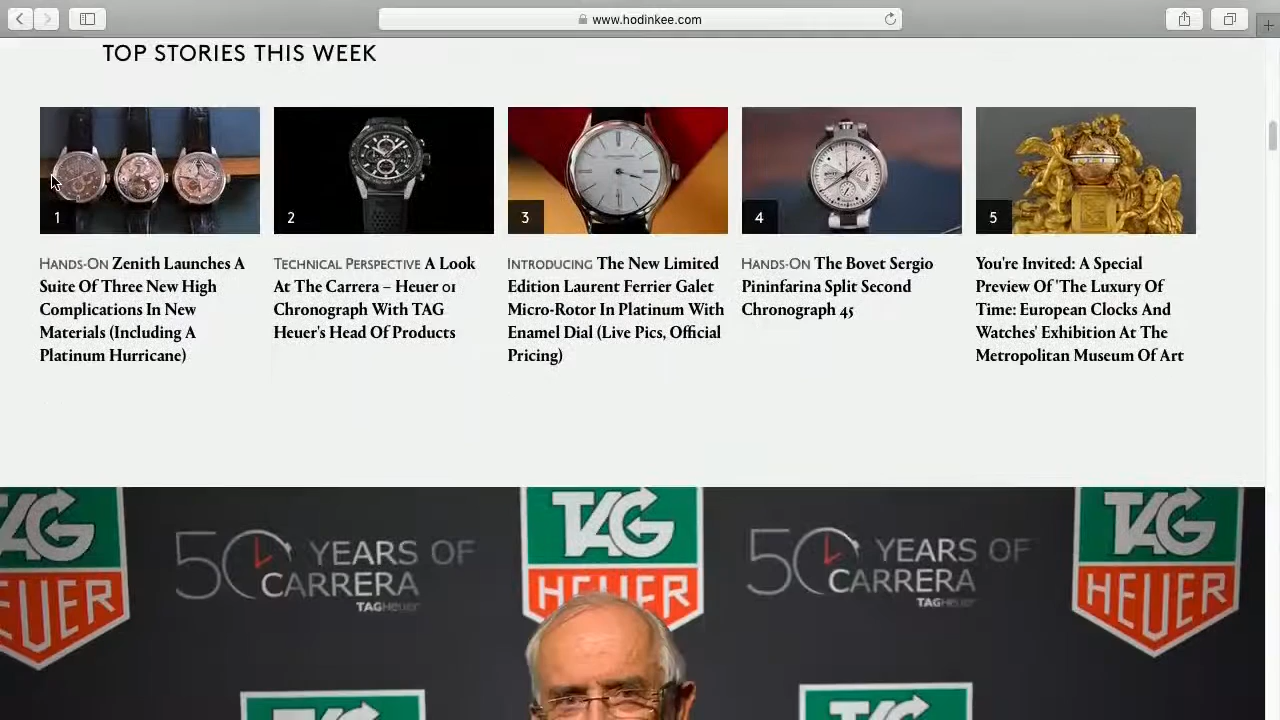 www.hodinkee.com
TOP STORIES THIS WEEK
1
2
3
4
5
HANDS-ON Zenith Launches A
Suite Of Three New High
Complications In New
Materials (Including A
Platinum Hurricane)
TECHNICAL PERSPECTIVE A Look
At The Carrera – Heuer 01
Chronograph With TAG
Heuer's Head Of Products
INTRODUCING The New Limited
Edition Laurent Ferrier Galet
Micro-Rotor In Platinum With
Enamel Dial (Live Pics, Official
Pricing)
HANDS-ON The Bovet Sergio
Pininfarina Split Second
Chronograph 45
You're Invited: A Special
Preview Of 'The Luxury Of
Time: European Clocks And
Watches' Exhibition At The
Metropolitan Museum Of Art
TAG
HEUER
50 YEARS OF
CARRERA
TAGHeuer
TAG
HEUER
50 YEARS OF
CARRERA
TAGHeuer
TAG
HEUER
TAG
TAG